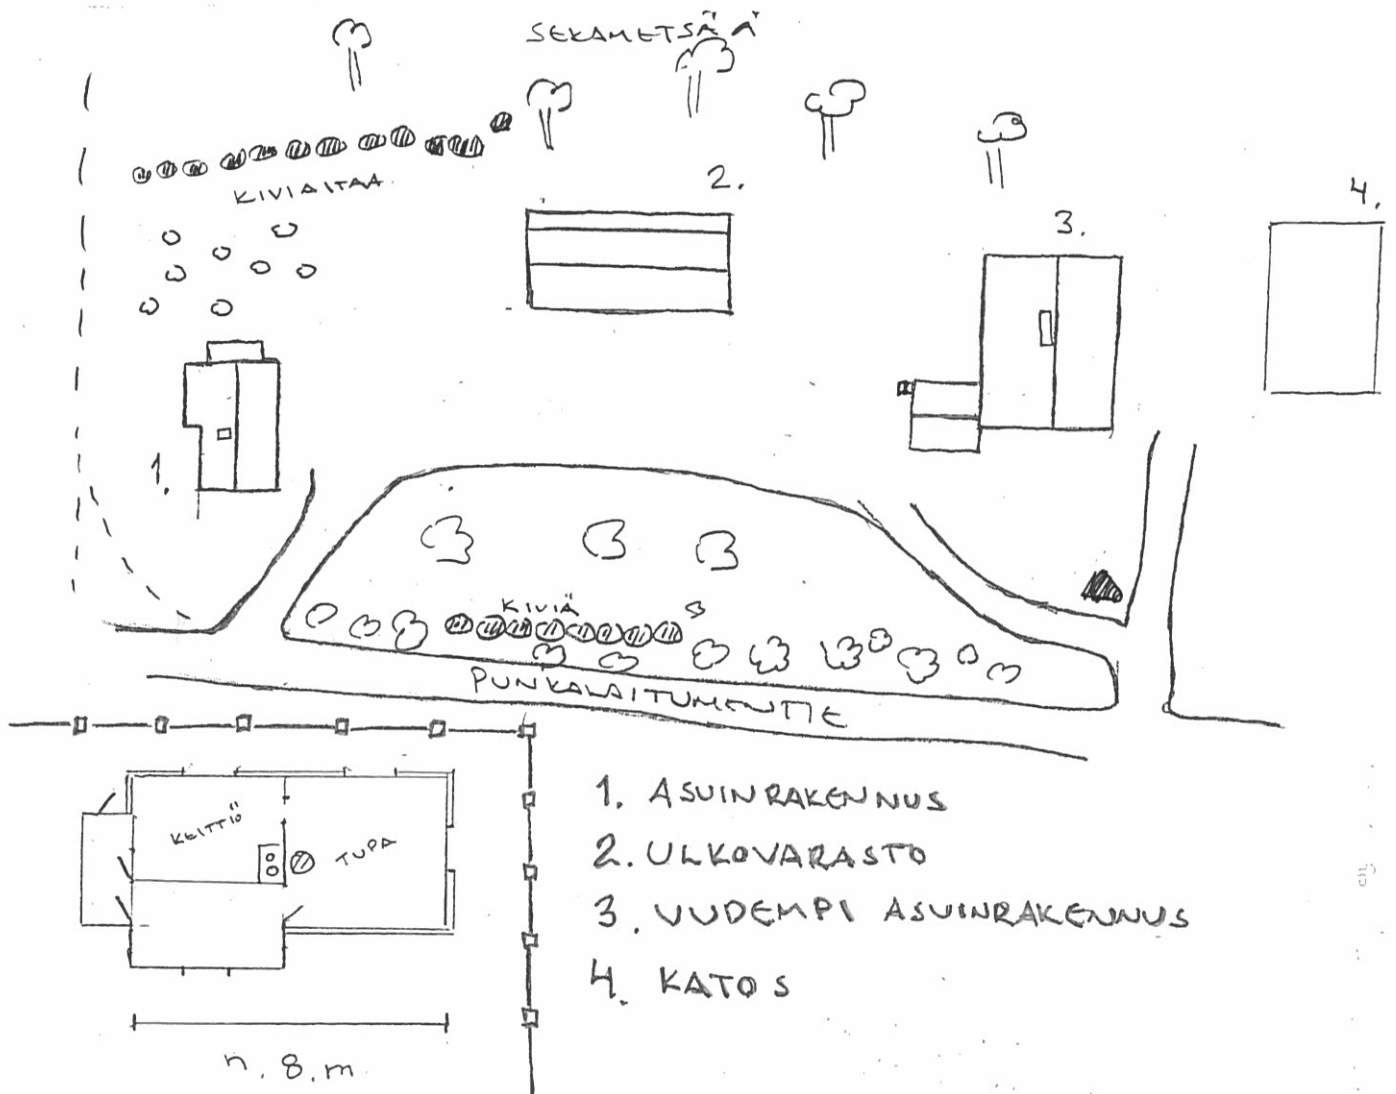 SEKAMETSÄÄ
KIVIAITAA
2.
3.
4.
1.
KIVIÄ
PUNKALAITUMENTIE
KEITTIÖ
TUPA
n. 8. m
1. ASUINRAKENNUS
2. ULKOVARASTO
3. UUDEMPI ASUINRAKENNUS
4. KATOS